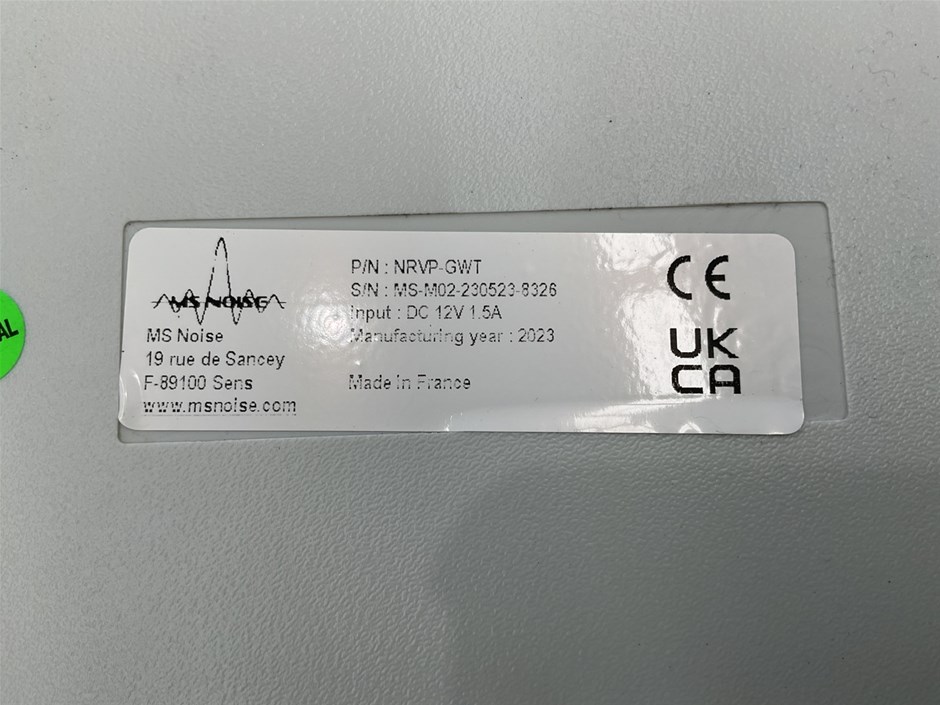 MS NOISE
MS Noise
19 rue de Sancey
F-89100 Sens
www.msnoise.com
P/N : NRVP-GWT
S/N : MS-M02-230523-8326
Input : DC 12V 1.5A
Manufacturing year : 2023
Made in France
CE
UK
CA
AL